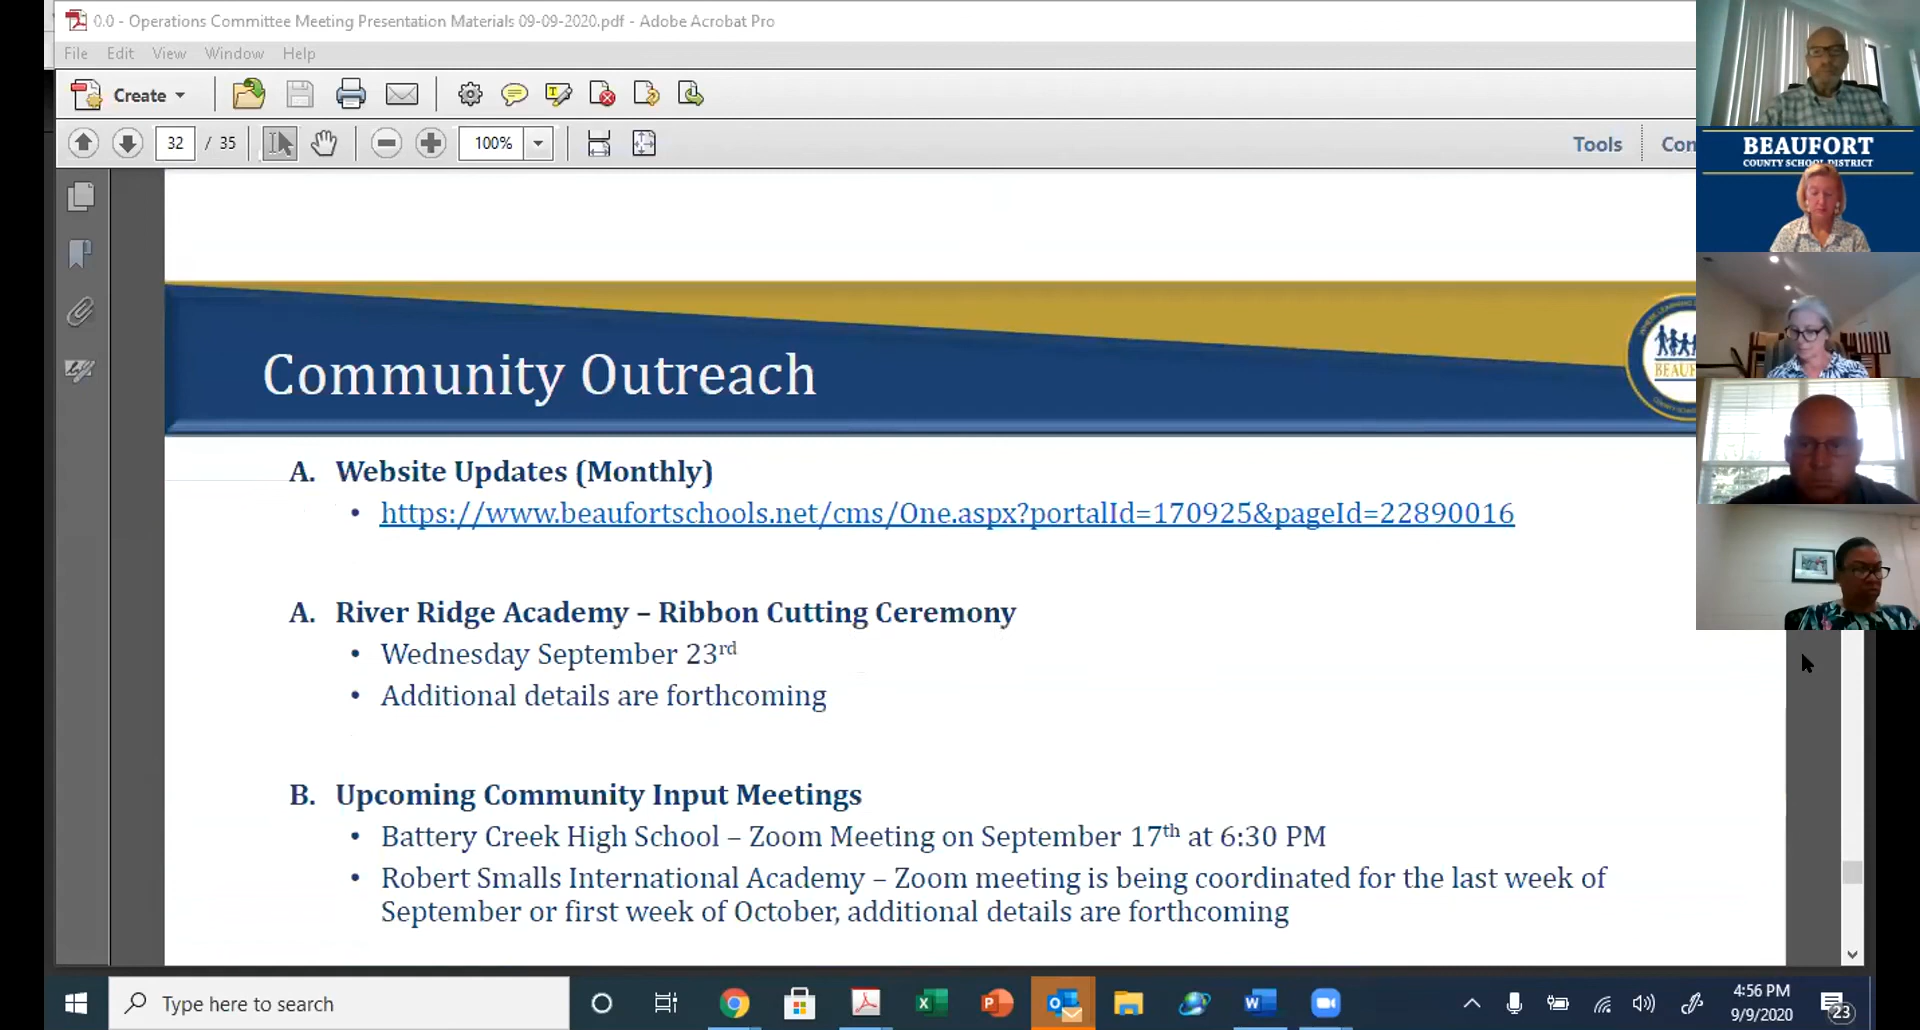 0.0 - Operations Committee Meeting Presentation Materials 09-09-2020.pdf - Adobe Acrobat Pro
File Edit View Window Help
Create
32 / 35 100% Tools
BEAUFORT
COUNTY SCHOOL DISTRICT
Community Outreach
A. Website Updates (Monthly)
• https://www.beaufortschools.net/cms/One.aspx?portalId=170925&pageId=22890016
A. River Ridge Academy – Ribbon Cutting Ceremony
• Wednesday September 23rd
• Additional details are forthcoming
B. Upcoming Community Input Meetings
• Battery Creek High School – Zoom Meeting on September 17th at 6:30 PM
• Robert Smalls International Academy – Zoom meeting is being coordinated for the last week of
September or first week of October, additional details are forthcoming
Type here to search
4:56 PM
9/9/2020
23